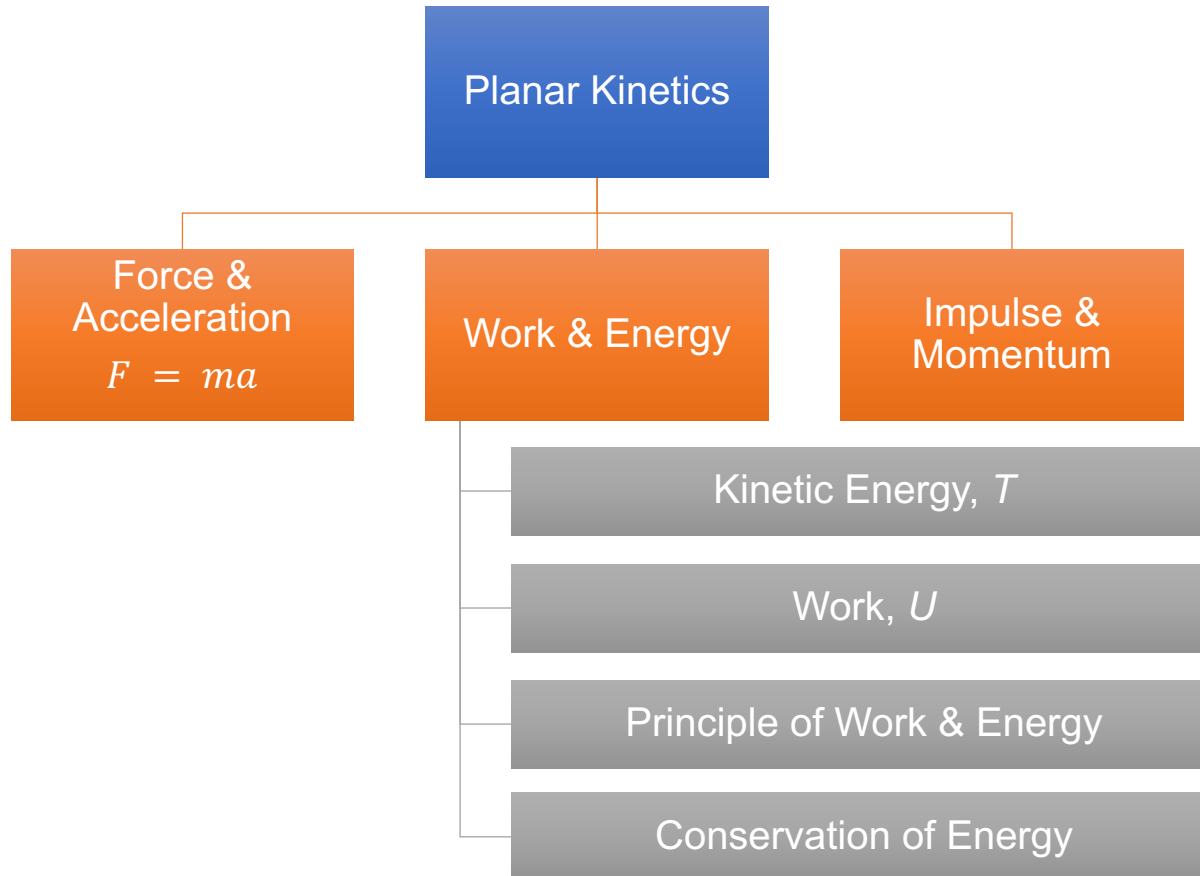 Planar Kinetics
Force &
Acceleration
F = ma
Work & Energy
Impulse &
Momentum
Kinetic Energy, T
Work, U
Principle of Work & Energy
Conservation of Energy